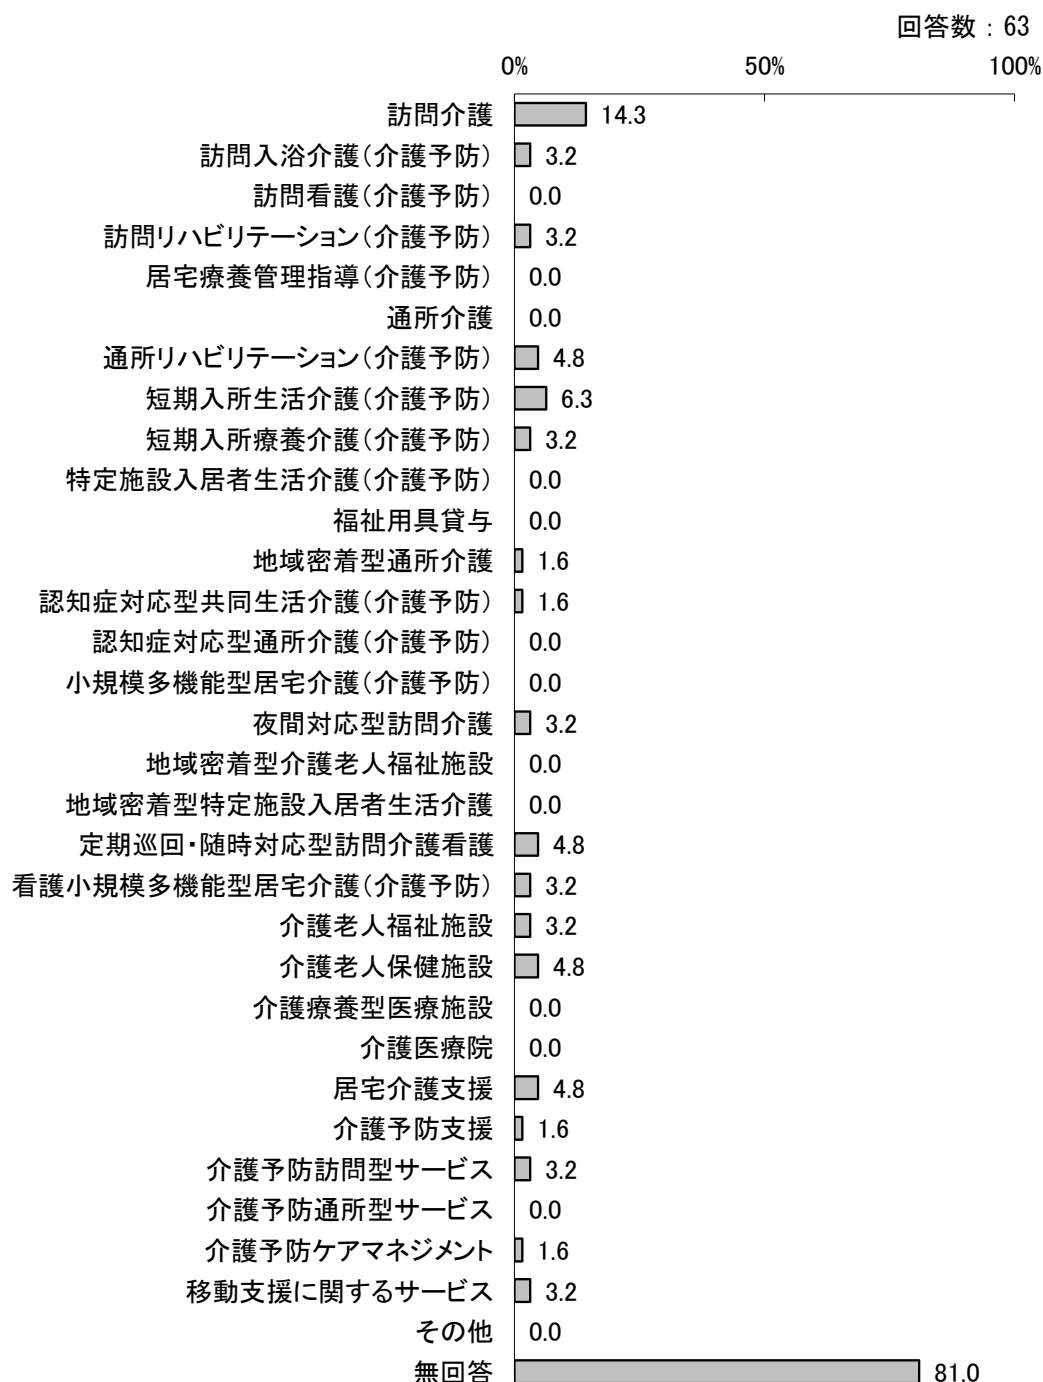 回答数：63
0% 50% 100%
訪問介護 14.3
訪問入浴介護(介護予防) 3.2
訪問看護(介護予防) 0.0
訪問リハビリテーション(介護予防) 3.2
居宅療養管理指導(介護予防) 0.0
通所介護 0.0
通所リハビリテーション(介護予防) 4.8
短期入所生活介護(介護予防) 6.3
短期入所療養介護(介護予防) 3.2
特定施設入居者生活介護(介護予防) 0.0
福祉用具貸与 0.0
地域密着型通所介護 1.6
認知症対応型共同生活介護(介護予防) 1.6
認知症対応型通所介護(介護予防) 0.0
小規模多機能型居宅介護(介護予防) 0.0
夜間対応型訪問介護 3.2
地域密着型介護老人福祉施設 0.0
地域密着型特定施設入居者生活介護 0.0
定期巡回・随時対応型訪問介護看護 4.8
看護小規模多機能型居宅介護(介護予防) 3.2
介護老人福祉施設 3.2
介護老人保健施設 4.8
介護療養型医療施設 0.0
介護医療院 0.0
居宅介護支援 4.8
介護予防支援 1.6
介護予防訪問型サービス 3.2
介護予防通所型サービス 0.0
介護予防ケアマネジメント 1.6
移動支援に関するサービス 3.2
その他 0.0
無回答 81.0